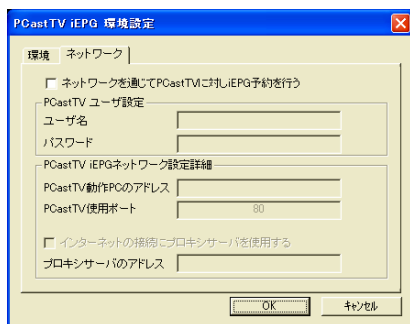 PCastTV iEPG 環境設定
環境 ネットワーク
ネットワークを通じてPCastTVに対しiEPG予約を行う
PCastTV ユーザ設定
ユーザ名
パスワード
PCastTV iEPGネットワーク設定詳細
PCastTV動作PCのアドレス
PCastTV使用ポート 80
インターネットの接続にプロキシサーバを使用する
プロキシサーバのアドレス
OK キャンセル